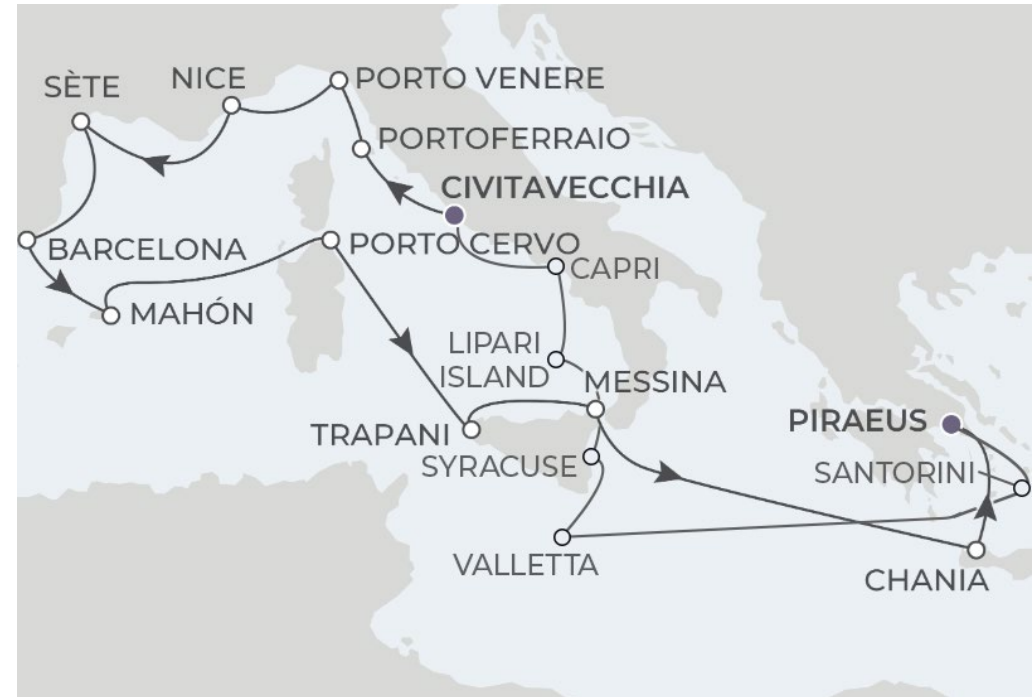 NICE
PORTO VENERE
SÈTE
PORTOFERRAIO
CIVITAVECCHIA
BARCELONA
PORTO CERVO
CAPRI
MAHÓN
LIPARI
ISLAND
MESSINA
TRAPANI
PIRAEUS
SYRACUSE
SANTORINI
VALLETTA
CHANIA